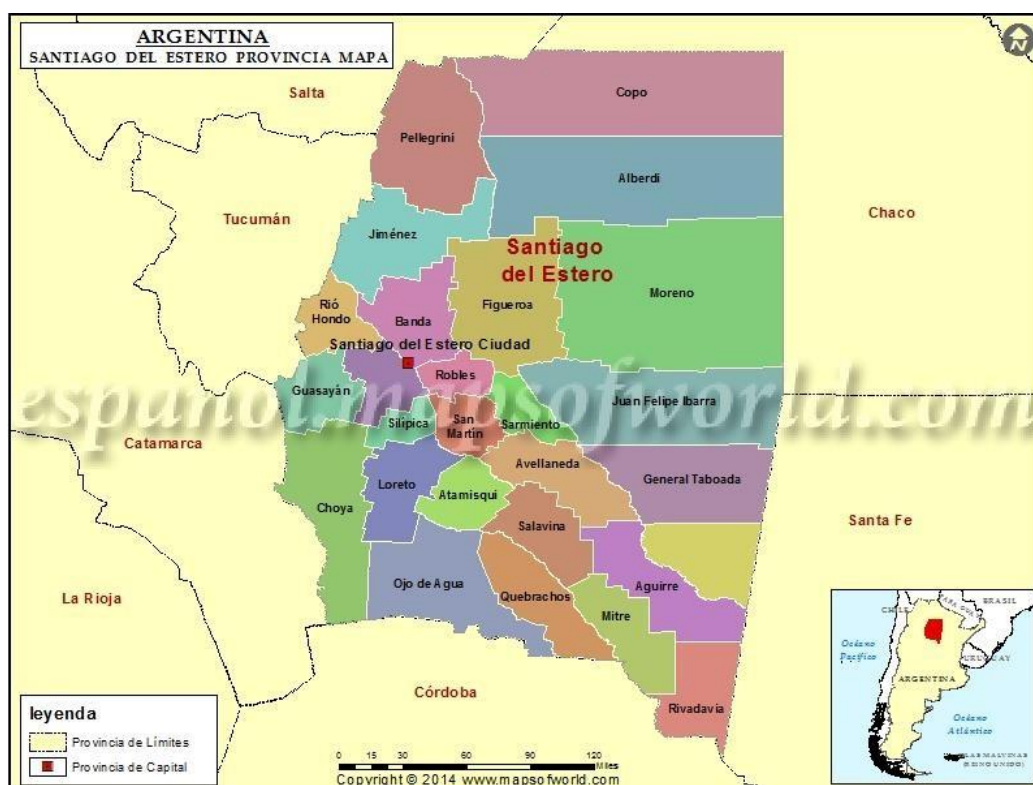 ARGENTINA
SANTIAGO DEL ESTERO PROVINCIA MAPA
N
Salta
Copo
Pellegrini
Alberdi
Tucumán
Chaco
Jiménez
Santiago
del Estero
Moreno
Figueroa
Rió
Hondo
Banda
Santiago del Estero Ciudad
Robles
Guasayán
Juan Felipe Ibarra
espanol.mapsofworld.com
Silipica
San
Martín
Sarmiento
Catamarca
Avellaneda
General Taboada
Loreto
Atamisqui
Choya
Salavina
Santa Fe
Ojo de Agua
Aguirre
La Rioja
Quebrachos
Mitre
Córdoba
Rivadavia
leyenda
Provincia de Límites
Provincia de Capital
0 15 30 60 90 120
Miles
Copyright © 2014 www.mapsofworld.com
CHILE
BRASIL
Océano
Pacífico
URUGUAY
ARGENTINA
Océano
Atlántico
(REINO UNIDO)